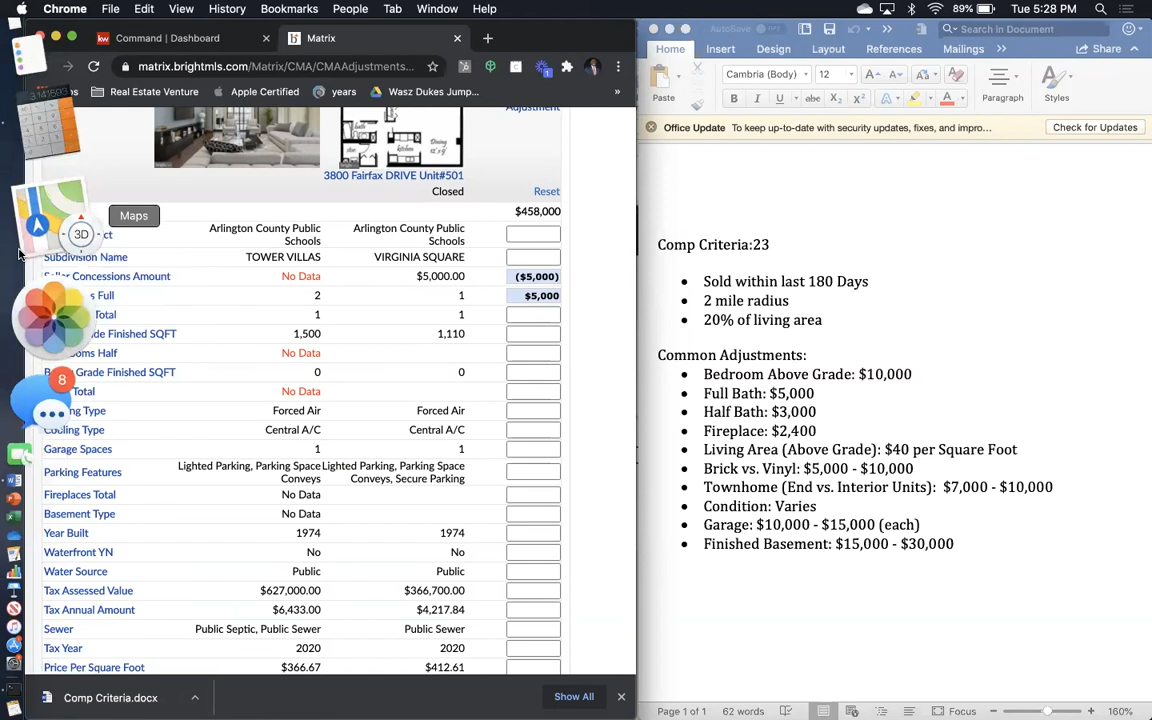 Chrome File Edit View History Bookmarks People Tab Window Help 89% Tue 5:28 PM
Command | Dashboard Matrix
matrix.brightmls.com/Matrix/CMA/CMAAdjustments...
Real Estate Venture Apple Certified years Wasz Dukes Jump... »
Adjustment
3800 Fairfax DRIVE Unit#501
Closed Reset
$458,000
Arlington County Public Schools Arlington County Public Schools
Subdivision Name TOWER VILLAS VIRGINIA SQUARE
Seller Concessions Amount No Data $5,000.00 ($5,000)
s Full 2 1 $5,000
otal 1 1
de Finished SQFT 1,500 1,110
ooms Half No Data
Grade Finished SQFT 0 0
Total No Data
ng Type Forced Air Forced Air
Cooling Type Central A/C Central A/C
Garage Spaces 1 1
Parking Features Lighted Parking, Parking Space Conveys Lighted Parking, Parking Space Conveys, Secure Parking
Fireplaces Total No Data
Basement Type No Data
Year Built 1974 1974
Waterfront YN No No
Water Source Public Public
Tax Assessed Value $627,000.00 $366,700.00
Tax Annual Amount $6,433.00 $4,217.84
Sewer Public Septic, Public Sewer Public Sewer
Tax Year 2020 2020
Price Per Square Foot $366.67 $412.61
3.141593
Maps
3D
8
Comp Criteria.docx Show All
AutoSave Search in Document
Home Insert Design Layout References Mailings » Share
Paste Cambria (Body) 12 Paragraph Styles
B I U abc X₂ X² A A
Office Update To keep up-to-date with security updates, fixes, and impro... Check for Updates
Comp Criteria:23
• Sold within last 180 Days
• 2 mile radius
• 20% of living area
Common Adjustments:
• Bedroom Above Grade: $10,000
• Full Bath: $5,000
• Half Bath: $3,000
• Fireplace: $2,400
• Living Area (Above Grade): $40 per Square Foot
• Brick vs. Vinyl: $5,000 - $10,000
• Townhome (End vs. Interior Units): $7,000 - $10,000
• Condition: Varies
• Garage: $10,000 - $15,000 (each)
• Finished Basement: $15,000 - $30,000
Page 1 of 1 62 words Focus 160%